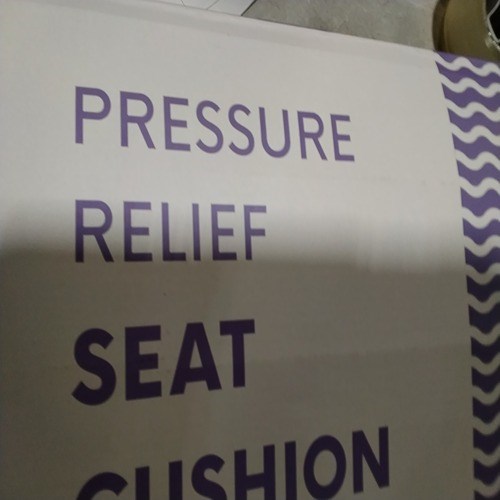 PRESSURE
RELIEF
SEAT
CUSHION